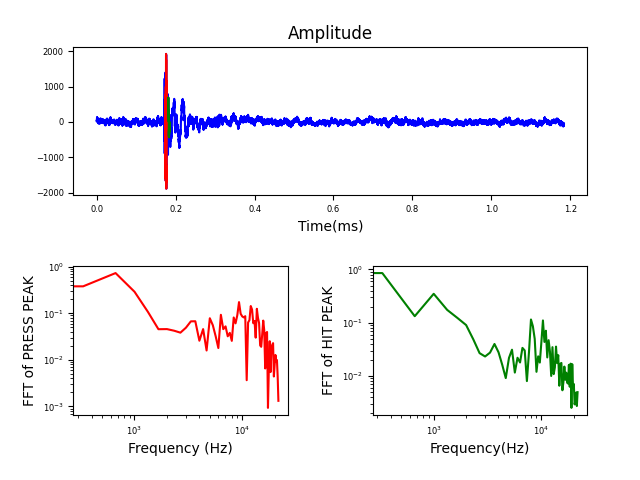 Amplitude
2000
1000
0
−1000
−2000
0.0 0.2 0.4 0.6 0.8 1.0 1.2
Time(ms)
FFT of PRESS PEAK
10⁰
10⁻¹
10⁻²
10⁻³
10³ 10⁴
Frequency (Hz)
FFT of HIT PEAK
10⁰
10⁻¹
10⁻²
10³ 10⁴
Frequency(Hz)